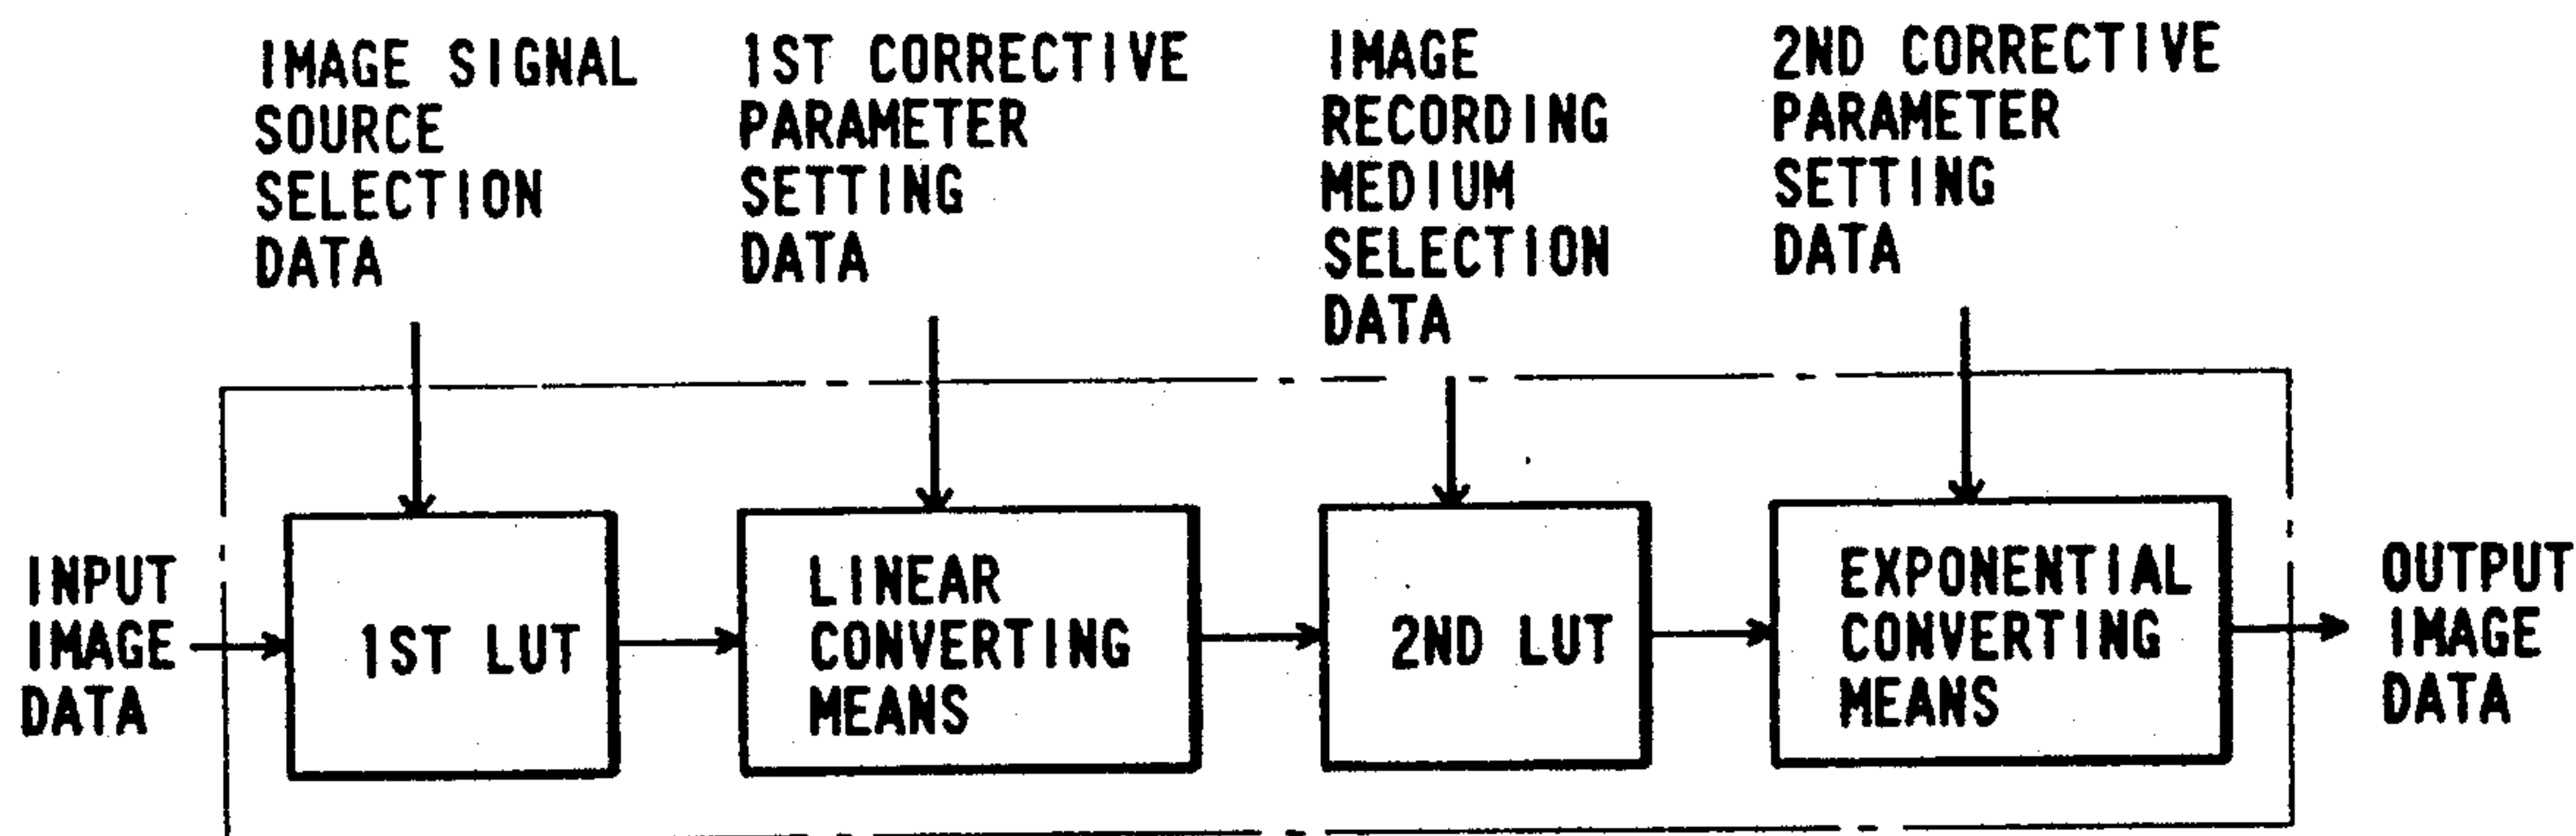 IMAGE SIGNAL
SOURCE
SELECTION
DATA
1ST CORRECTIVE
PARAMETER
SETTING
DATA
IMAGE
RECORDING
MEDIUM
SELECTION
DATA
2ND CORRECTIVE
PARAMETER
SETTING
DATA
INPUT
IMAGE
DATA
1ST LUT
LINEAR
CONVERTING
MEANS
2ND LUT
EXPONENTIAL
CONVERTING
MEANS
OUTPUT
IMAGE
DATA